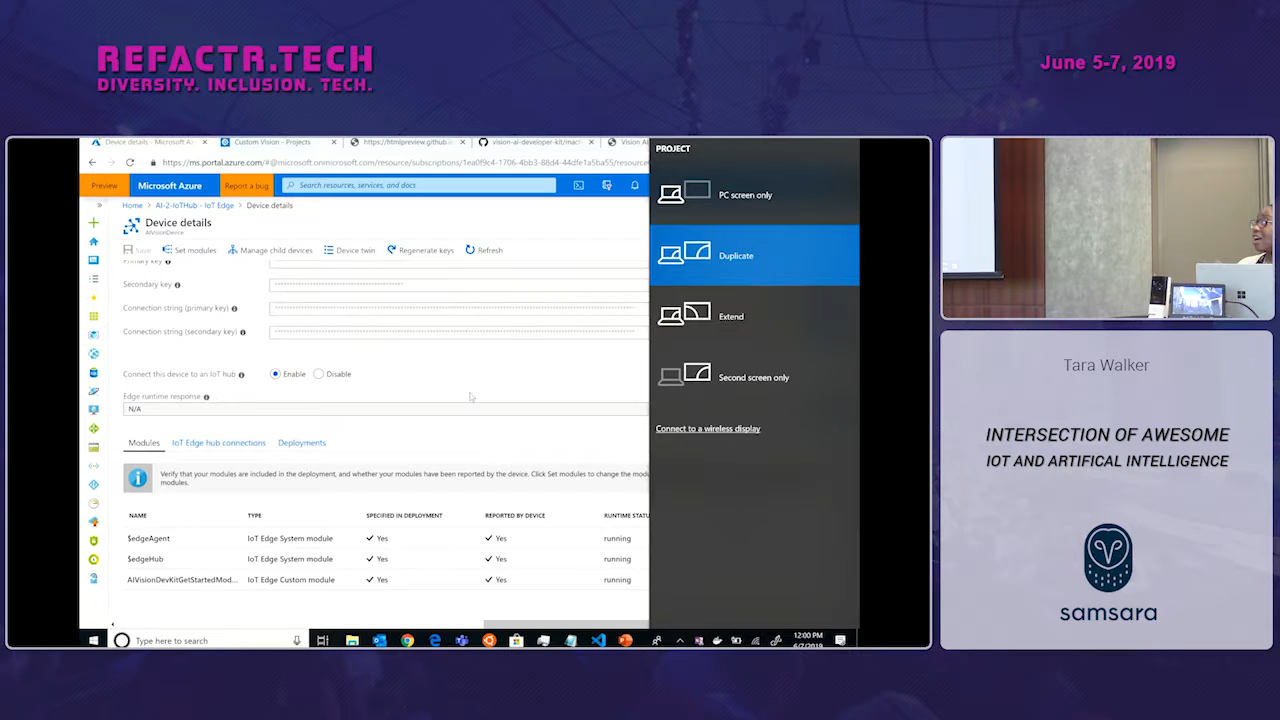 REFACTR.TECH
DIVERSITY. INCLUSION. TECH.
June 5-7, 2019
Device details - Microsoft A
Custom Vision - Projects
https://htmlpreview.github.i
vision-ai-developer-kit/mach
Vision AI
https://ms.portal.azure.com/#@microsoft.onmicrosoft.com/resource/subscriptions/1ea0f9c4-1706-4bb3-88d4-44dfe1a5ba55/resource
Preview
Microsoft Azure
Report a bug
Search resources, services, and docs
Home > AI-2-IoTHub - IoT Edge > Device details
Device details
AIVisionDevice
Save
Set modules
Manage child devices
Device twin
Regenerate keys
Refresh
Primary key
Secondary key
Connection string (primary key)
Connection string (secondary key)
Connect this device to an IoT hub
Enable
Disable
Edge runtime response
N/A
Modules
IoT Edge hub connections
Deployments
Verify that your modules are included in the deployment, and whether your modules have been reported by the device. Click Set modules to change the modu
modules.
NAME TYPE SPECIFIED IN DEPLOYMENT REPORTED BY DEVICE RUNTIME STATU
$edgeAgent IoT Edge System module Yes Yes running
$edgeHub IoT Edge System module Yes Yes running
AIVisionDevKitGetStartedMod... IoT Edge Custom module Yes Yes running
Type here to search
12:00 PM
6/7/2019
PROJECT
PC screen only
Duplicate
Extend
Second screen only
Connect to a wireless display
Tara Walker
INTERSECTION OF AWESOME
IOT AND ARTIFICAL INTELLIGENCE
samsara